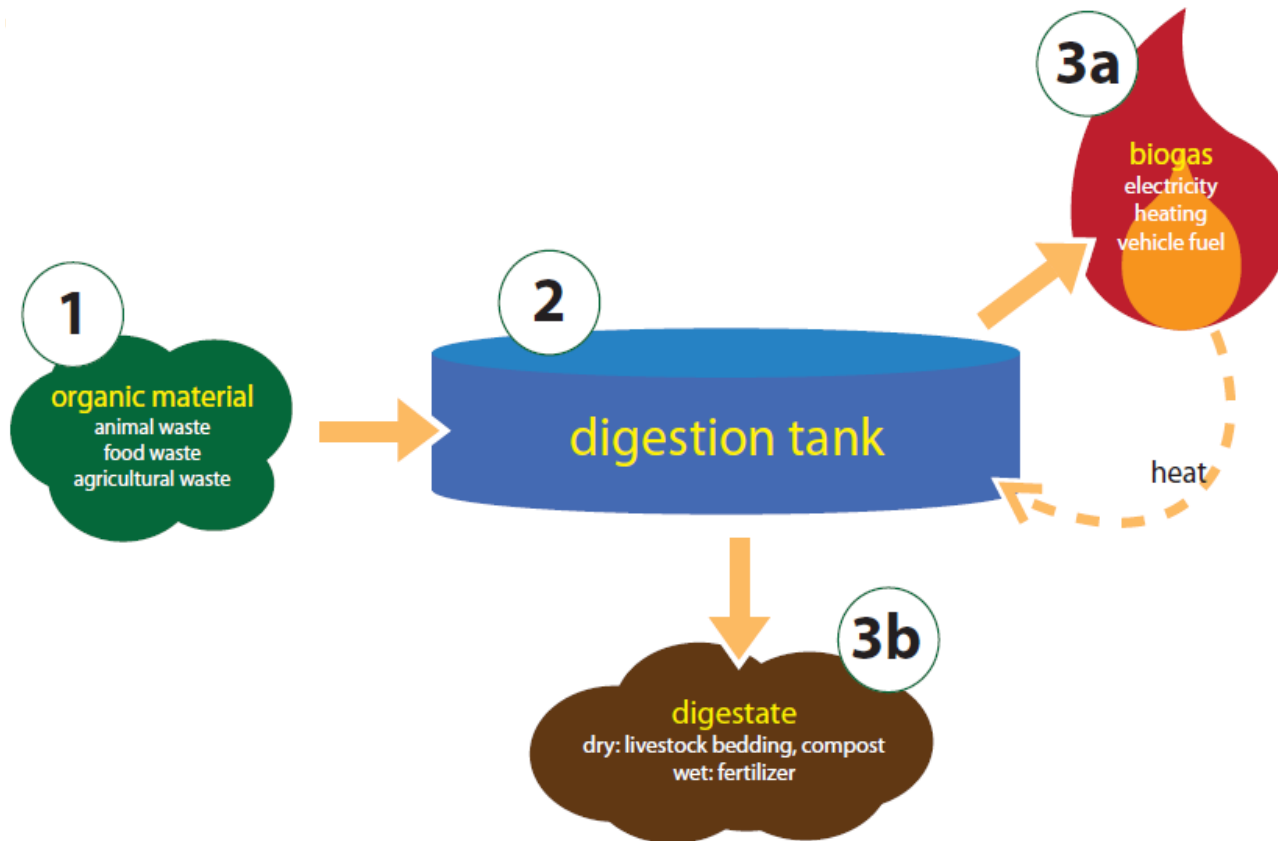 1
organic material
animal waste
food waste
agricultural waste
2
digestion tank
3a
biogas
electricity
heating
vehicle fuel
heat
3b
digestate
dry: livestock bedding, compost
wet: fertilizer